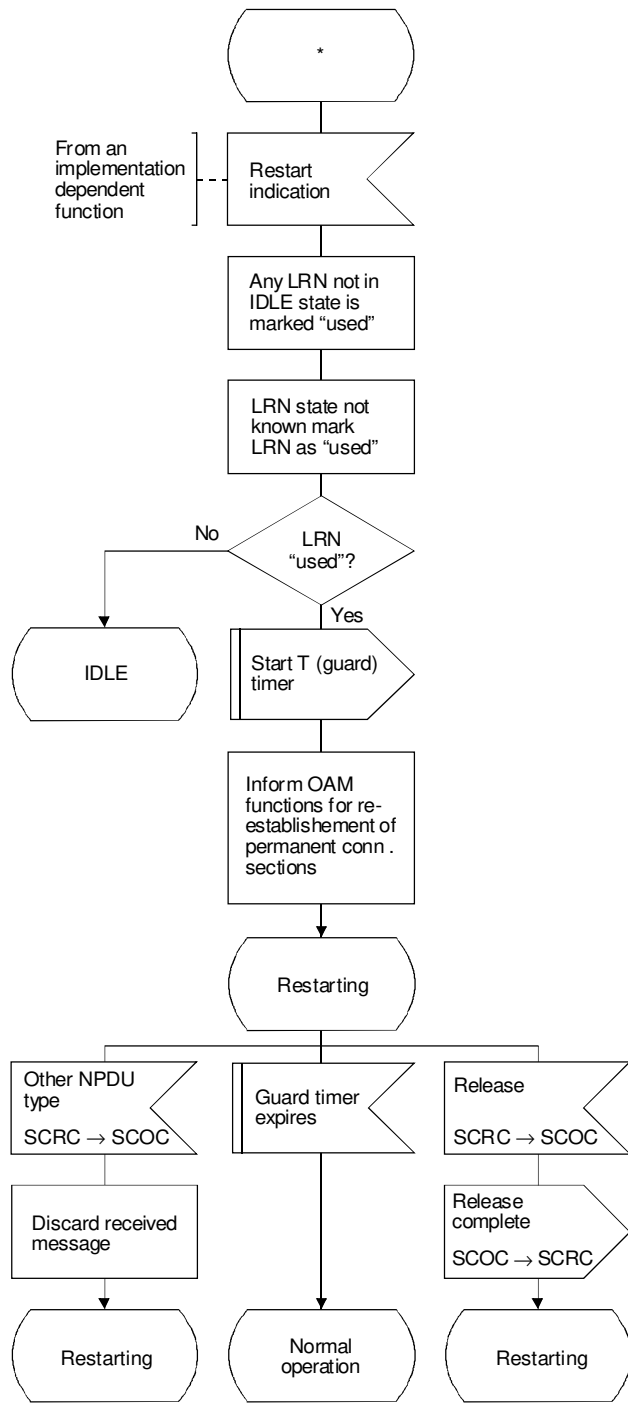 *
From an
implementation
dependent
function
Restart
indication
Any LRN not in
IDLE state is
marked “used”
LRN state not
known mark
LRN as “used”
No
LRN
“used”?
Yes
IDLE
Start T (guard)
timer
Inform OAM
functions for re-
establishement of
permanent conn .
sections
Restarting
Other NPDU
type
SCRC → SCOC
Guard timer
expires
Release
SCRC → SCOC
Discard received
message
Release
complete
SCOC → SCRC
Restarting
Normal
operation
Restarting